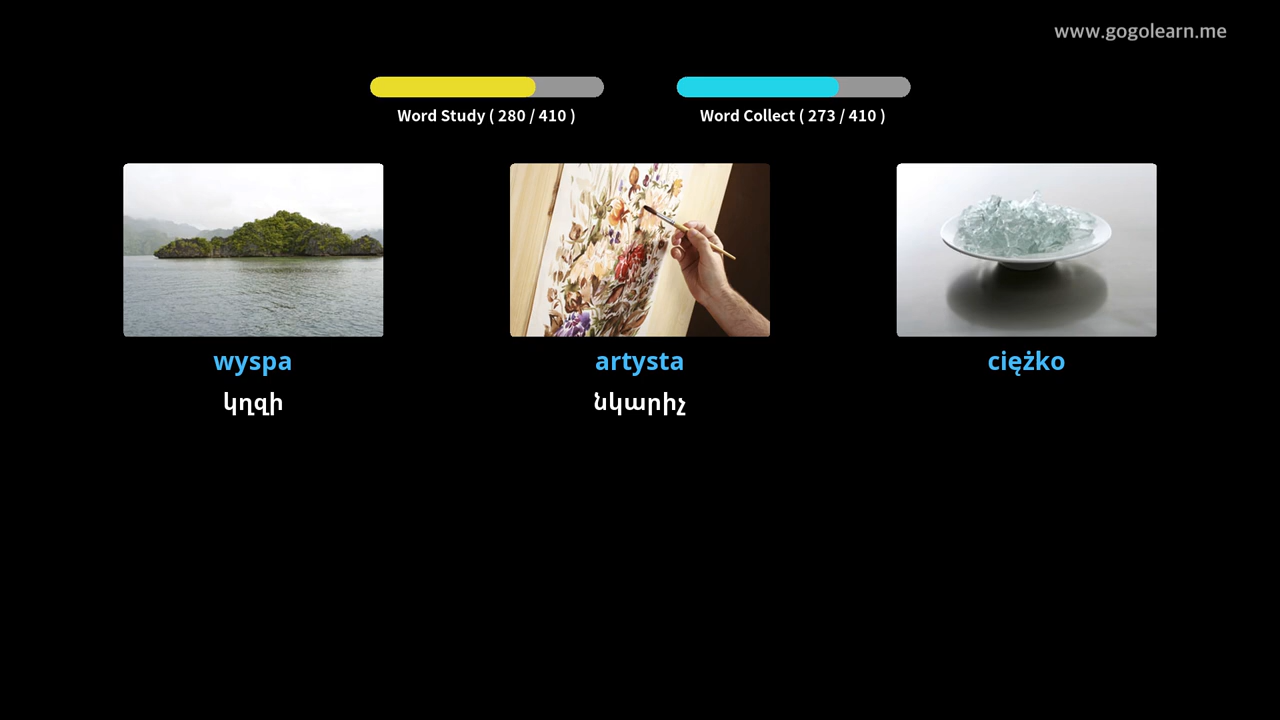 www.gogolearn.me
Word Study ( 280 / 410 )
Word Collect ( 273 / 410 )
wyspa
artysta
ciężko
կղզի
նկարիչ